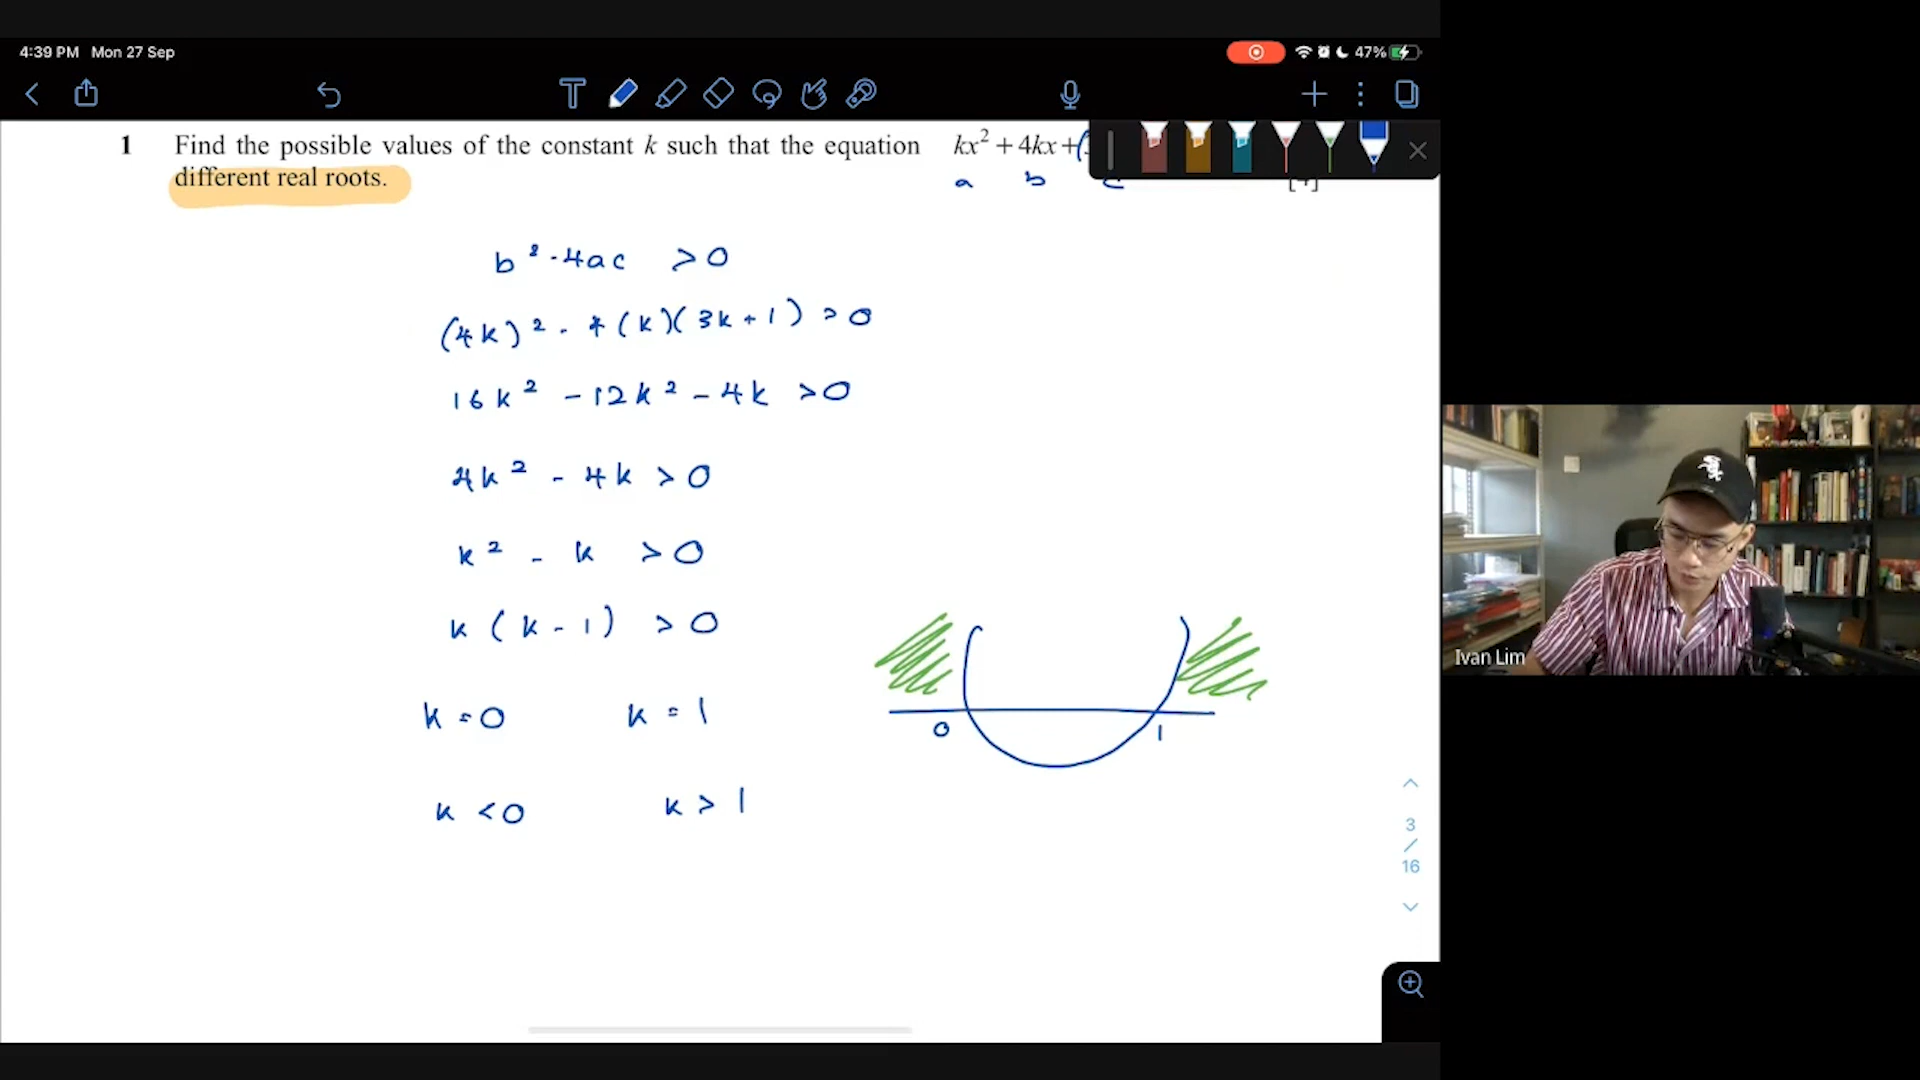 4:39 PM Mon 27 Sep
47%
1 Find the possible values of the constant k such that the equation kx² + 4kx + (
different real roots. [4]
a b c
b² - 4ac > 0
(4k)² - 4(k)(3k+1) > 0
16k² - 12k² - 4k > 0
4k² - 4k > 0
k² - k > 0
k (k - 1) > 0
k = 0 k = 1
0 1
k < 0 k > 1
3
/
16
Ivan Lim